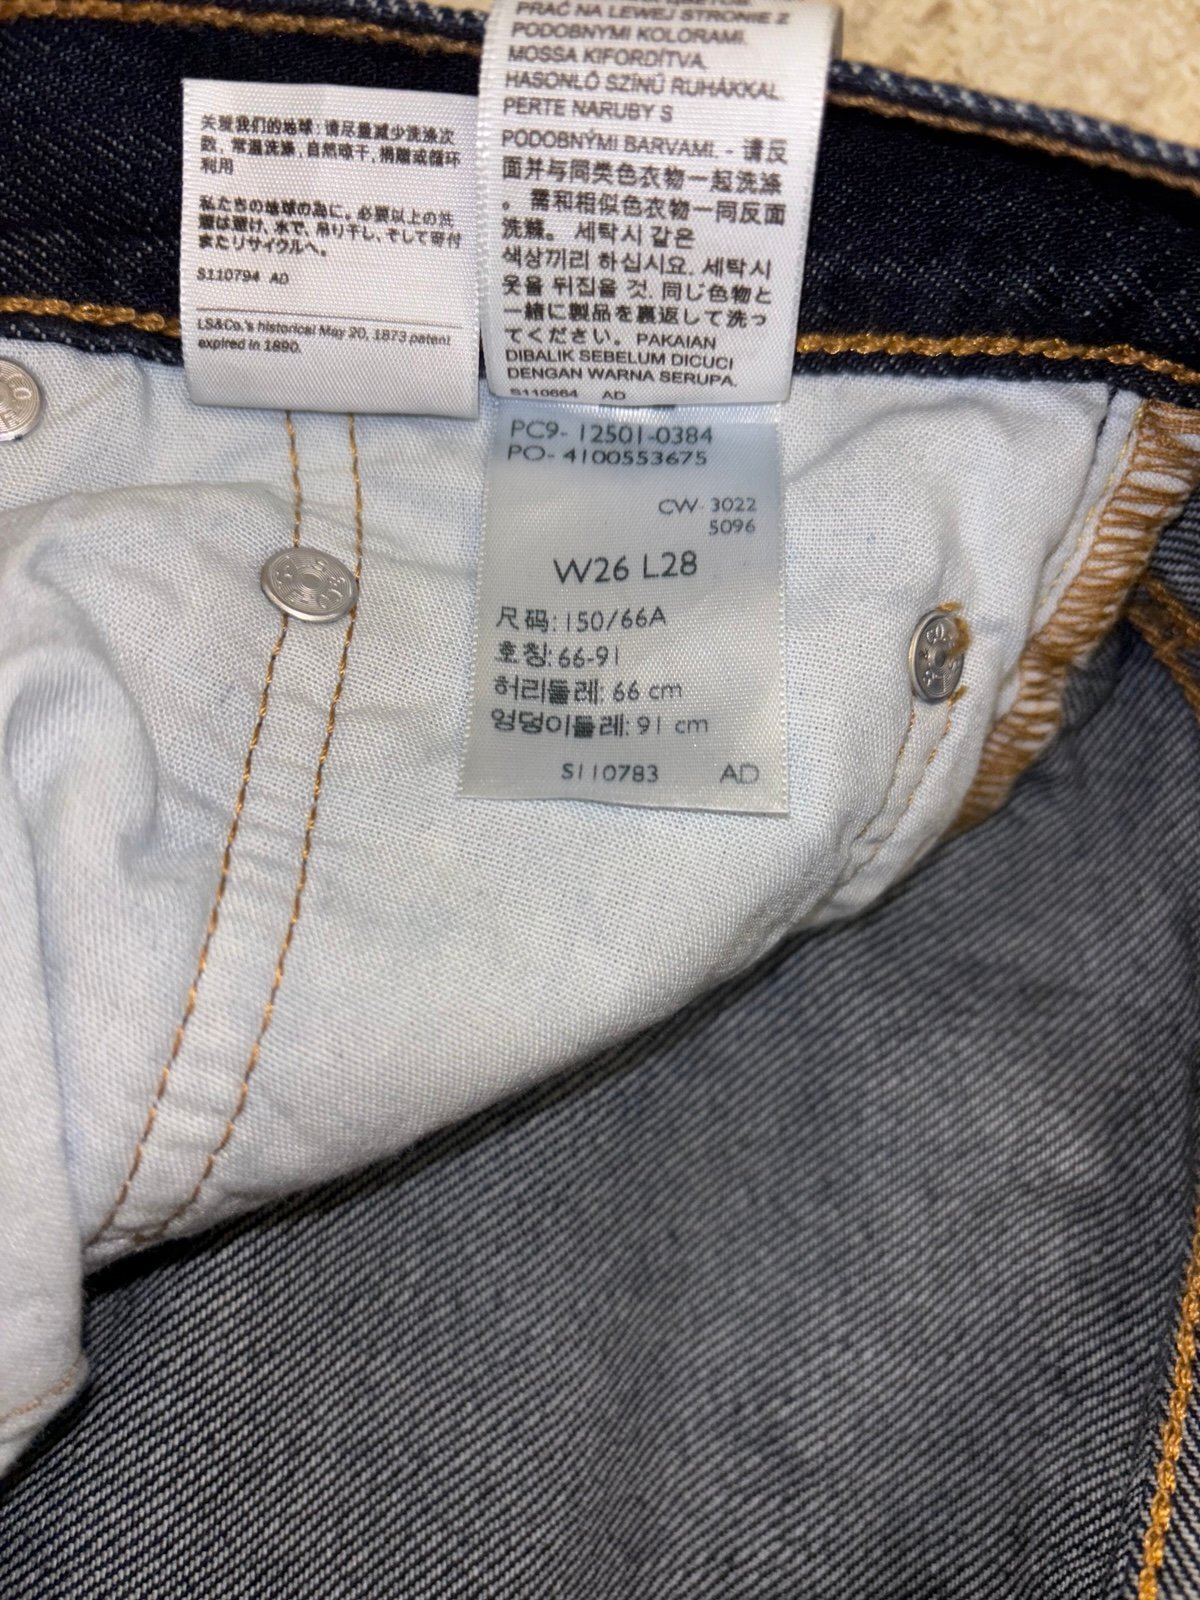 关爱我们的地球:请尽量减少洗涤次
数,常温洗涤,自然晾干,捐赠或循环
利用
私たちの地球の為に。必要以上の洗
濯は避け、水で、吊り干し、そして寄付
またリサイクルへ。
S110794 AD
LS&Co.'s historical May 20, 1873 patent
expired in 1890.
PRAĆ NA LEWEJ STRONIE Z
PODOBNYMI KOLORAMI.
MOSSA KIFORDÍTVA,
HASONLÓ SZÍNŰ RUHÁKKAL.
PERTE NARUBY S
PODOBNÝMI BARVAMI. - 请反
面并与同类色衣物一起洗涤
。需和相似色衣物一同反面
洗滌。 세탁시 같은
색상끼리 하십시요. 세탁시
옷을 뒤집을 것. 同じ色物と
一緒に製品を裏返して洗っ
てください。 PAKAIAN
DIBALIK SEBELUM DICUCI
DENGAN WARNA SERUPA.
S110664 AD
PC9- 12501-0384
PO- 4100553675
CW- 3022
5096
W26 L28
尺码:150/66A
호칭: 66-91
허리둘레: 66 cm
엉덩이둘레: 91 cm
S110783 AD